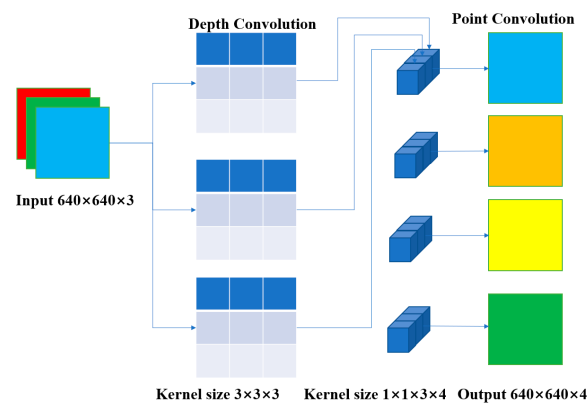 Depth Convolution
Point Convolution
Input 640×640×3
Kernel size 3×3×3
Kernel size 1×1×3×4
Output 640×640×4